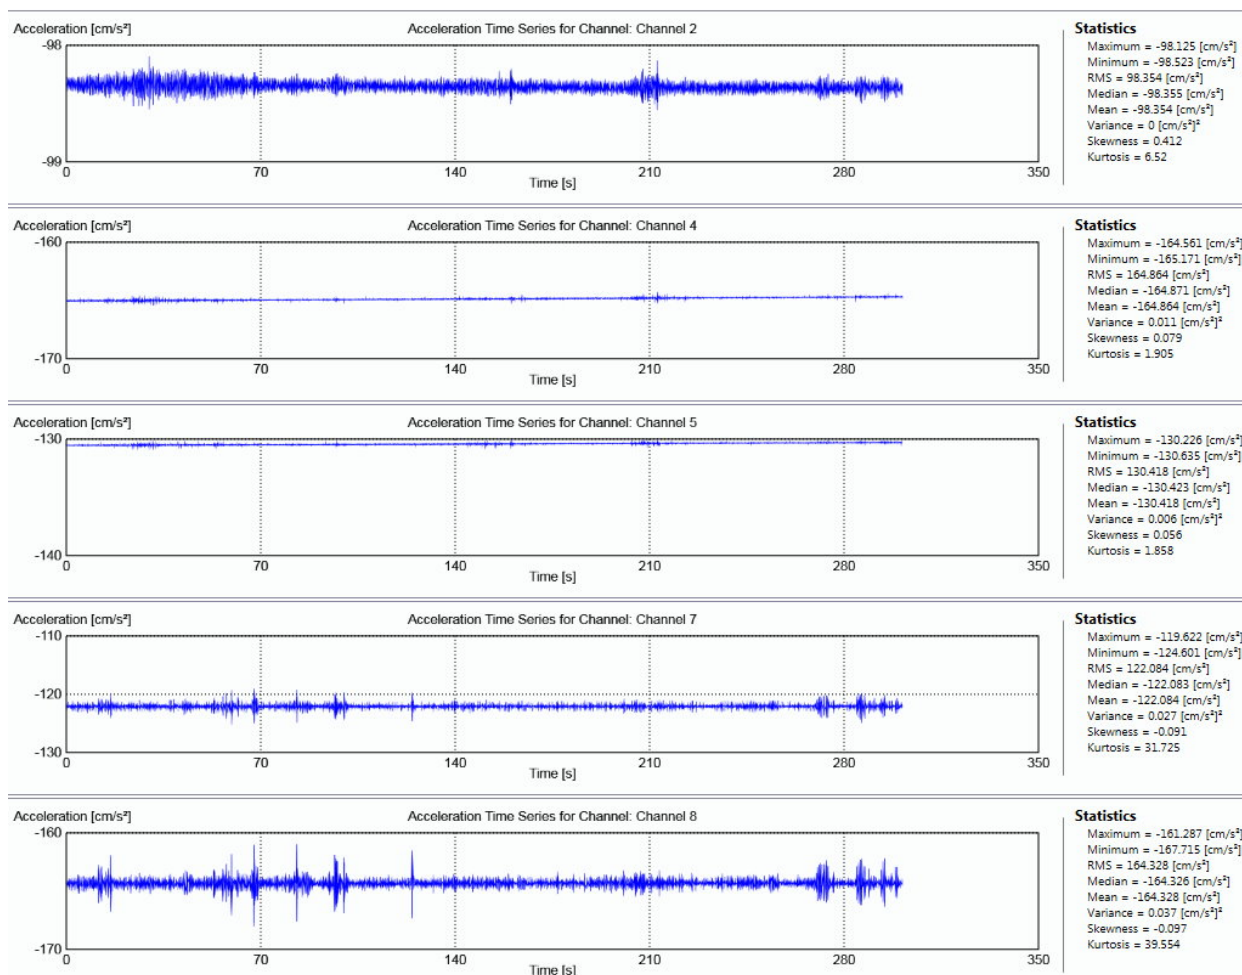 Acceleration [cm/s²] Acceleration Time Series for Channel: Channel 2 Statistics
-98 Maximum = -98.125 [cm/s²]
Minimum = -98.523 [cm/s²]
RMS = 98.354 [cm/s²]
Median = -98.355 [cm/s²]
Mean = -98.354 [cm/s²]
Variance = 0 [cm/s²]²
Skewness = 0.412
Kurtosis = 6.52
-99
0 70 140 210 280 350
Time [s]
Acceleration [cm/s²] Acceleration Time Series for Channel: Channel 4 Statistics
-160 Maximum = -164.561 [cm/s²]
Minimum = -165.171 [cm/s²]
RMS = 164.864 [cm/s²]
Median = -164.871 [cm/s²]
Mean = -164.864 [cm/s²]
Variance = 0.011 [cm/s²]²
Skewness = 0.079
Kurtosis = 1.905
-170
0 70 140 210 280 350
Time [s]
Acceleration [cm/s²] Acceleration Time Series for Channel: Channel 5 Statistics
-130 Maximum = -130.226 [cm/s²]
Minimum = -130.635 [cm/s²]
RMS = 130.418 [cm/s²]
Median = -130.423 [cm/s²]
Mean = -130.418 [cm/s²]
Variance = 0.006 [cm/s²]²
Skewness = 0.056
Kurtosis = 1.858
-140
0 70 140 210 280 350
Time [s]
Acceleration [cm/s²] Acceleration Time Series for Channel: Channel 7 Statistics
-110 Maximum = -119.622 [cm/s²]
Minimum = -124.601 [cm/s²]
RMS = 122.084 [cm/s²]
Median = -122.083 [cm/s²]
-120 Mean = -122.084 [cm/s²]
Variance = 0.027 [cm/s²]²
Skewness = -0.091
Kurtosis = 31.725
-130
0 70 140 210 280 350
Time [s]
Acceleration [cm/s²] Acceleration Time Series for Channel: Channel 8 Statistics
-160 Maximum = -161.287 [cm/s²]
Minimum = -167.715 [cm/s²]
RMS = 164.328 [cm/s²]
Median = -164.326 [cm/s²]
Mean = -164.328 [cm/s²]
Variance = 0.037 [cm/s²]²
Skewness = -0.097
Kurtosis = 39.554
-170
0 70 140 210 280 350
Time [s]